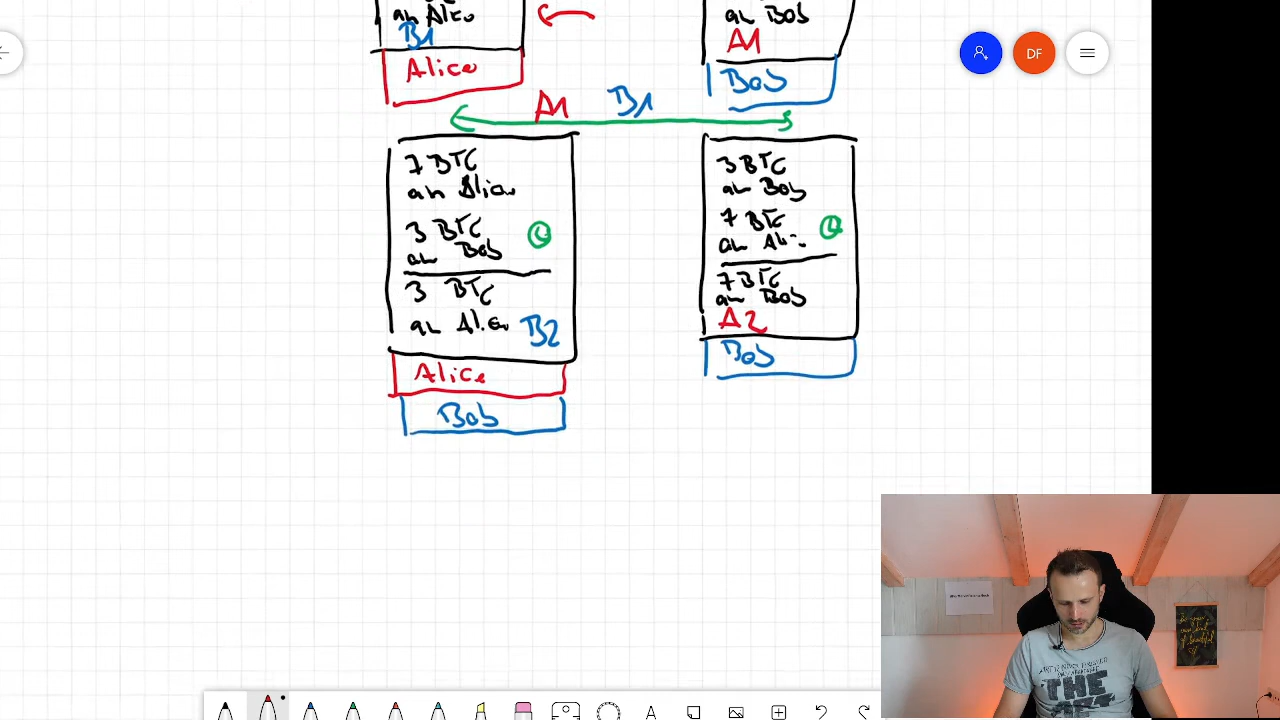 an Alice
B1
Alice
an Bob
A1
Bob
DF
A1 B1
7 BTC
an Alice
3 BTC
an Bob
3 BTC
an Alice B2
Alice
Bob
3 BTC
an Bob
7 BTC
an Ali
7 BTC
an Bob
A2
Bob
A
THE